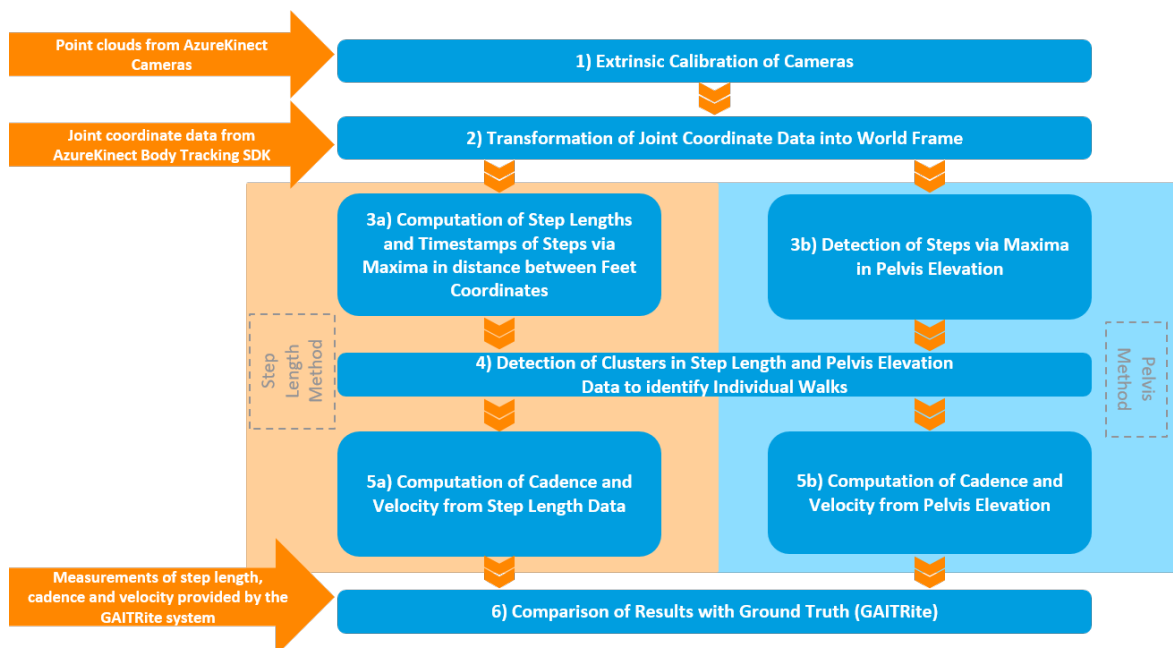 Point clouds from AzureKinect
Cameras
1) Extrinsic Calibration of Cameras
Joint coordinate data from
AzureKinect Body Tracking SDK
2) Transformation of Joint Coordinate Data into World Frame
3a) Computation of Step Lengths
and Timestamps of Steps via
Maxima in distance between Feet
Coordinates
3b) Detection of Steps via Maxima
in Pelvis Elevation
Step
Length
Method
4) Detection of Clusters in Step Length and Pelvis Elevation
Data to identify Individual Walks
Pelvis
Method
5a) Computation of Cadence and
Velocity from Step Length Data
5b) Computation of Cadence and
Velocity from Pelvis Elevation
Measurements of step length,
cadence and velocity provided by the
GAITRite system
6) Comparison of Results with Ground Truth (GAITRite)